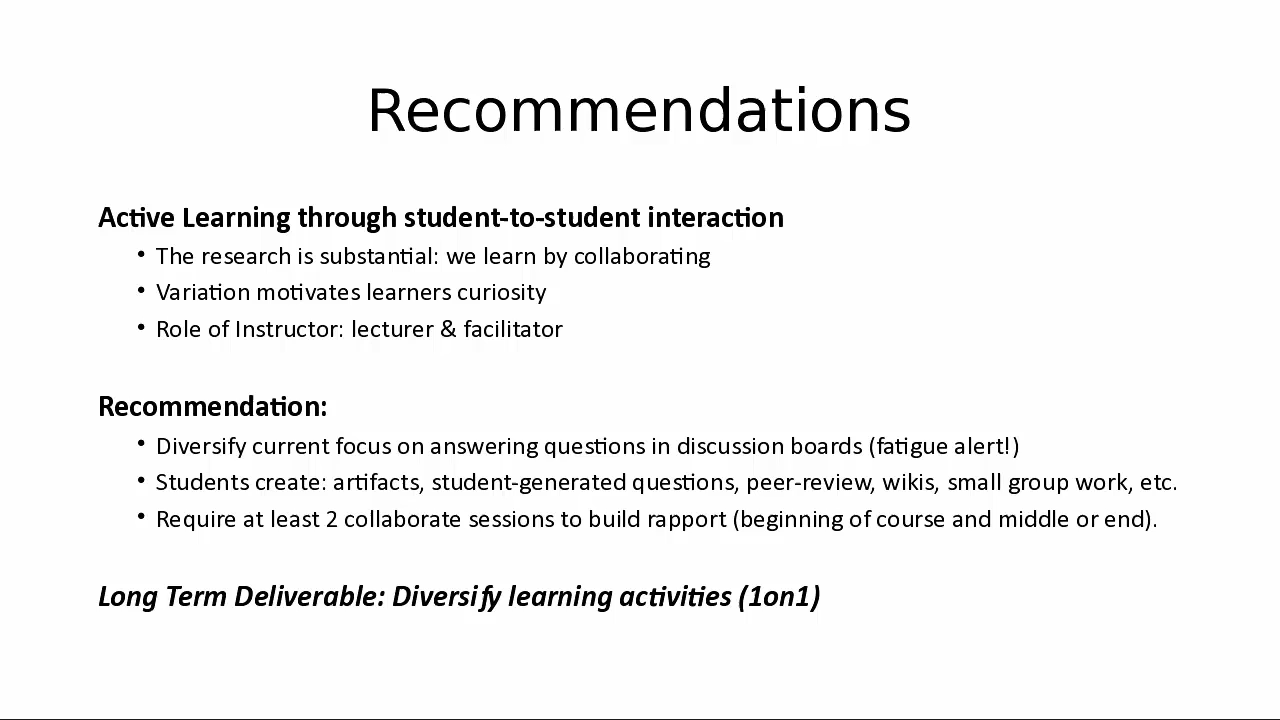 Recommendations
Active Learning through student-to-student interaction
• The research is substantial: we learn by collaborating
• Variation motivates learners curiosity
• Role of Instructor: lecturer & facilitator
Recommendation:
• Diversify current focus on answering questions in discussion boards (fatigue alert!)
• Students create: artifacts, student-generated questions, peer-review, wikis, small group work, etc.
• Require at least 2 collaborate sessions to build rapport (beginning of course and middle or end).
Long Term Deliverable: Diversify learning activities (1on1)